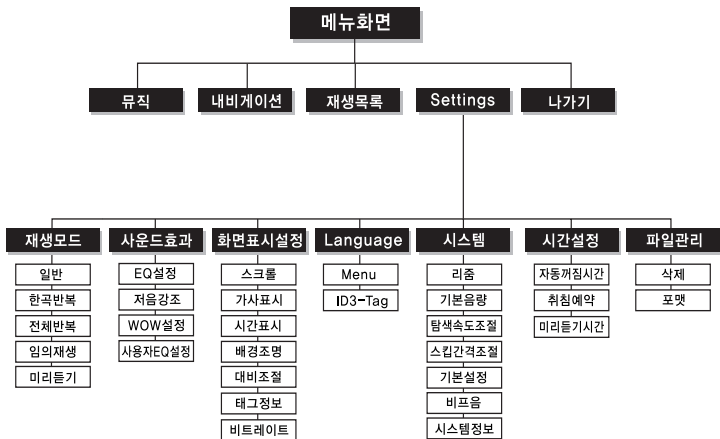 메뉴화면
뮤직
내비게이션
재생목록
Settings
나가기
재생모드
일반
한곡반복
전체반복
임의재생
미리듣기
사운드효과
EQ설정
저음강조
WOW설정
사용자EQ설정
화면표시설정
스크롤
가사표시
시간표시
배경조명
대비조절
태그정보
비트레이트
Language
Menu
ID3-Tag
시스템
리줌
기본음량
탐색속도조절
스킵간격조절
기본설정
비프음
시스템정보
시간설정
자동꺼짐시간
취침예약
미리듣기시간
파일관리
삭제
포맷